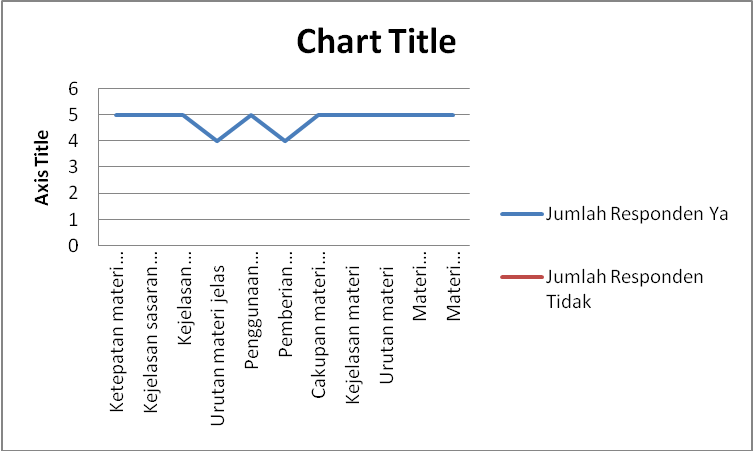 Chart Title
Axis Title
6
5
4
3
2
1
0
Ketepatan materi...
Kejelasan sasaran...
Kejelasan...
Urutan materi jelas
Penggunaan...
Pemberian...
Cakupan materi...
Kejelasan materi
Urutan materi
Materi...
Materi...
Jumlah Responden Ya
Jumlah Responden
Tidak